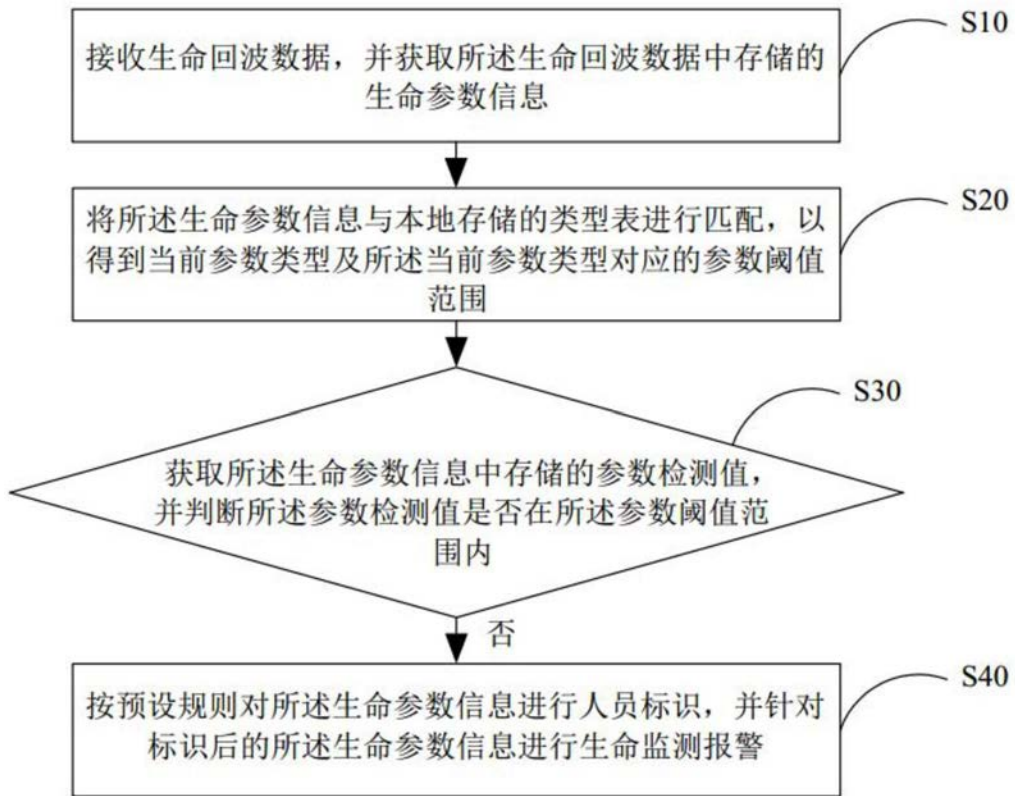 S10
接收生命回波数据，并获取所述生命回波数据中存储的
生命参数信息
S20
将所述生命参数信息与本地存储的类型表进行匹配，以
得到当前参数类型及所述当前参数类型对应的参数阈值
范围
S30
获取所述生命参数信息中存储的参数检测值，
并判断所述参数检测值是否在所述参数阈值范
围内
否
S40
按预设规则对所述生命参数信息进行人员标识，并针对
标识后的所述生命参数信息进行生命监测报警